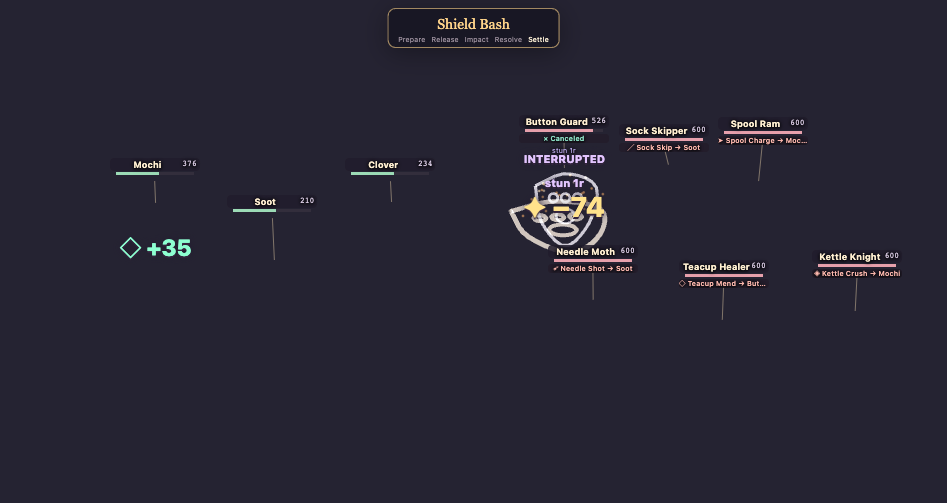 Shield Bash
Prepare Release Impact Resolve Settle
Button Guard 526
× Canceled
stun 1r
INTERRUPTED
stun 1r
-74
Sock Skipper 600
Sock Skip → Soot
Spool Ram 600
Spool Charge → Moc...
Mochi 376
+35
Soot 210
Clover 234
Needle Moth 600
Needle Shot → Soot
Teacup Healer 600
Teacup Mend → But...
Kettle Knight 600
Kettle Crush → Mochi